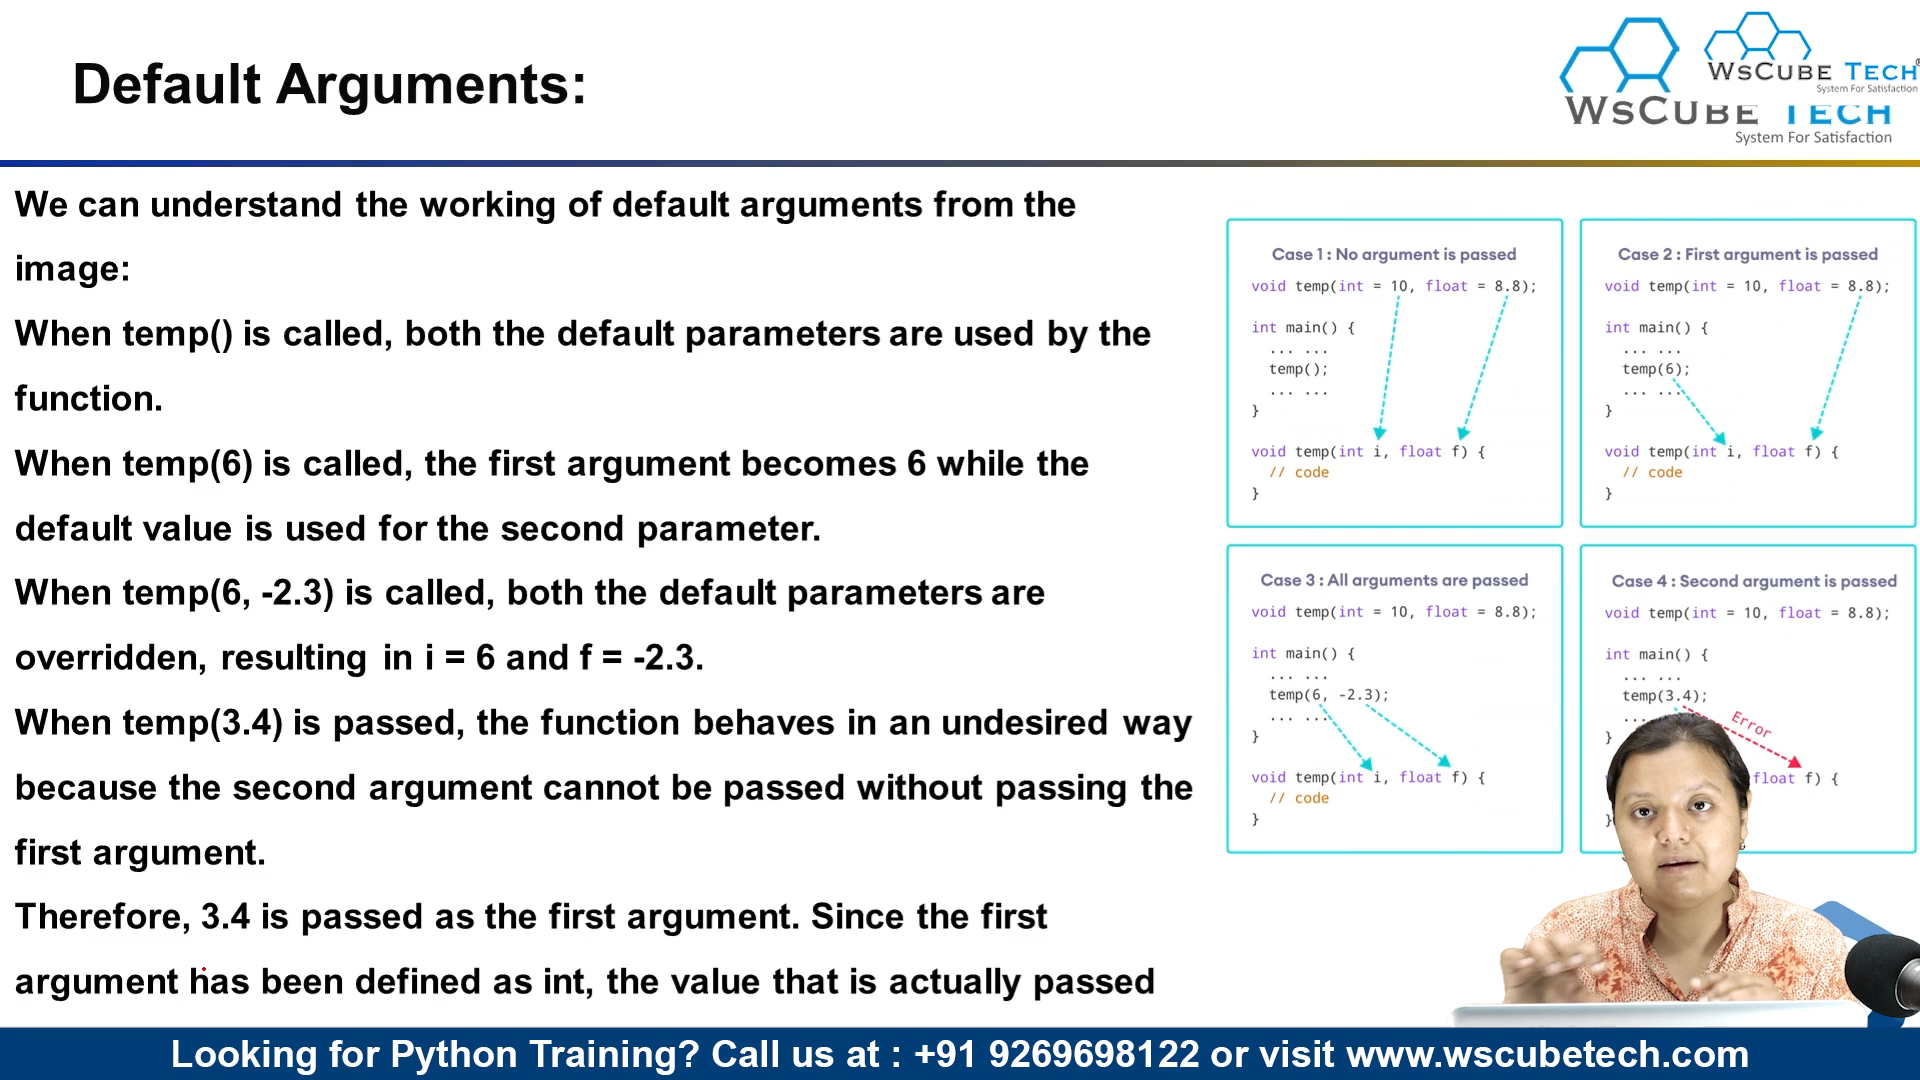 Default Arguments:
WsCube Tech®
System For Satisfaction
WsCube Tech
System For Satisfaction
We can understand the working of default arguments from the
image:
When temp() is called, both the default parameters are used by the
function.
When temp(6) is called, the first argument becomes 6 while the
default value is used for the second parameter.
When temp(6, -2.3) is called, both the default parameters are
overridden, resulting in i = 6 and f = -2.3.
When temp(3.4) is passed, the function behaves in an undesired way
because the second argument cannot be passed without passing the
first argument.
Therefore, 3.4 is passed as the first argument. Since the first
argument has been defined as int, the value that is actually passed
Case 1 : No argument is passed
void temp(int = 10, float = 8.8);
int main() {
... ...
temp();
... ...
}
void temp(int i, float f) {
// code
}
Case 2 : First argument is passed
void temp(int = 10, float = 8.8);
int main() {
... ...
temp(6);
... ...
}
void temp(int i, float f) {
// code
}
Case 3 : All arguments are passed
void temp(int = 10, float = 8.8);
int main() {
... ...
temp(6, -2.3);
... ...
}
void temp(int i, float f) {
// code
}
Case 4 : Second argument is passed
void temp(int = 10, float = 8.8);
int main() {
... ...
temp(3.4);
...
Error
}
float f) {
}
Looking for Python Training? Call us at : +91 9269698122 or visit www.wscubetech.com